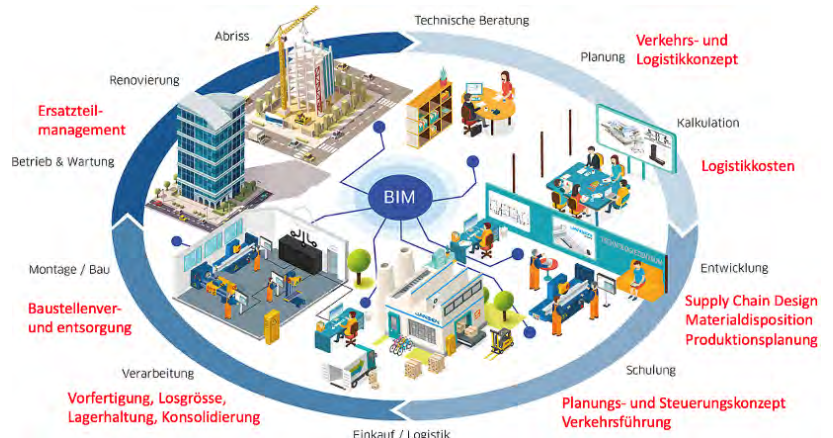 Abriss
Technische Beratung
Renovierung
Planung
Verkehrs- und
Logistikkonzept
Ersatzteil-
management
Kalkulation
Betrieb & Wartung
Logistikkosten
BIM
Montage / Bau
Entwicklung
Baustellenver-
und entsorgung
Supply Chain Design
Materialdisposition
Produktionsplanung
JANSEN
Verarbeitung
Schulung
Vorfertigung, Losgrösse,
Lagerhaltung, Konsolidierung
Planungs- und Steuerungskonzept
Verkehrsführung
Einkauf / Logistik